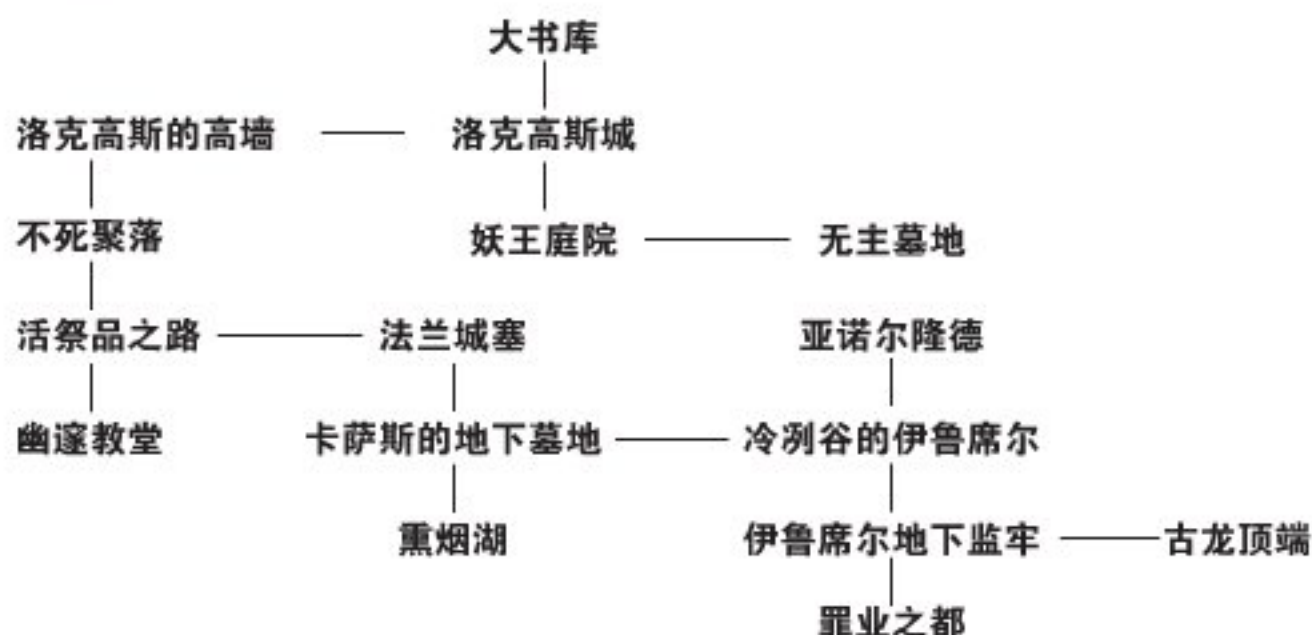 大书库
洛克高斯的高墙 洛克高斯城
不死聚落 妖王庭院 无主墓地
活祭品之路 法兰城塞 亚诺尔隆德
幽邃教堂 卡萨斯的地下墓地 冷冽谷的伊鲁席尔
熏烟湖 伊鲁席尔地下监牢 古龙顶端
罪业之都